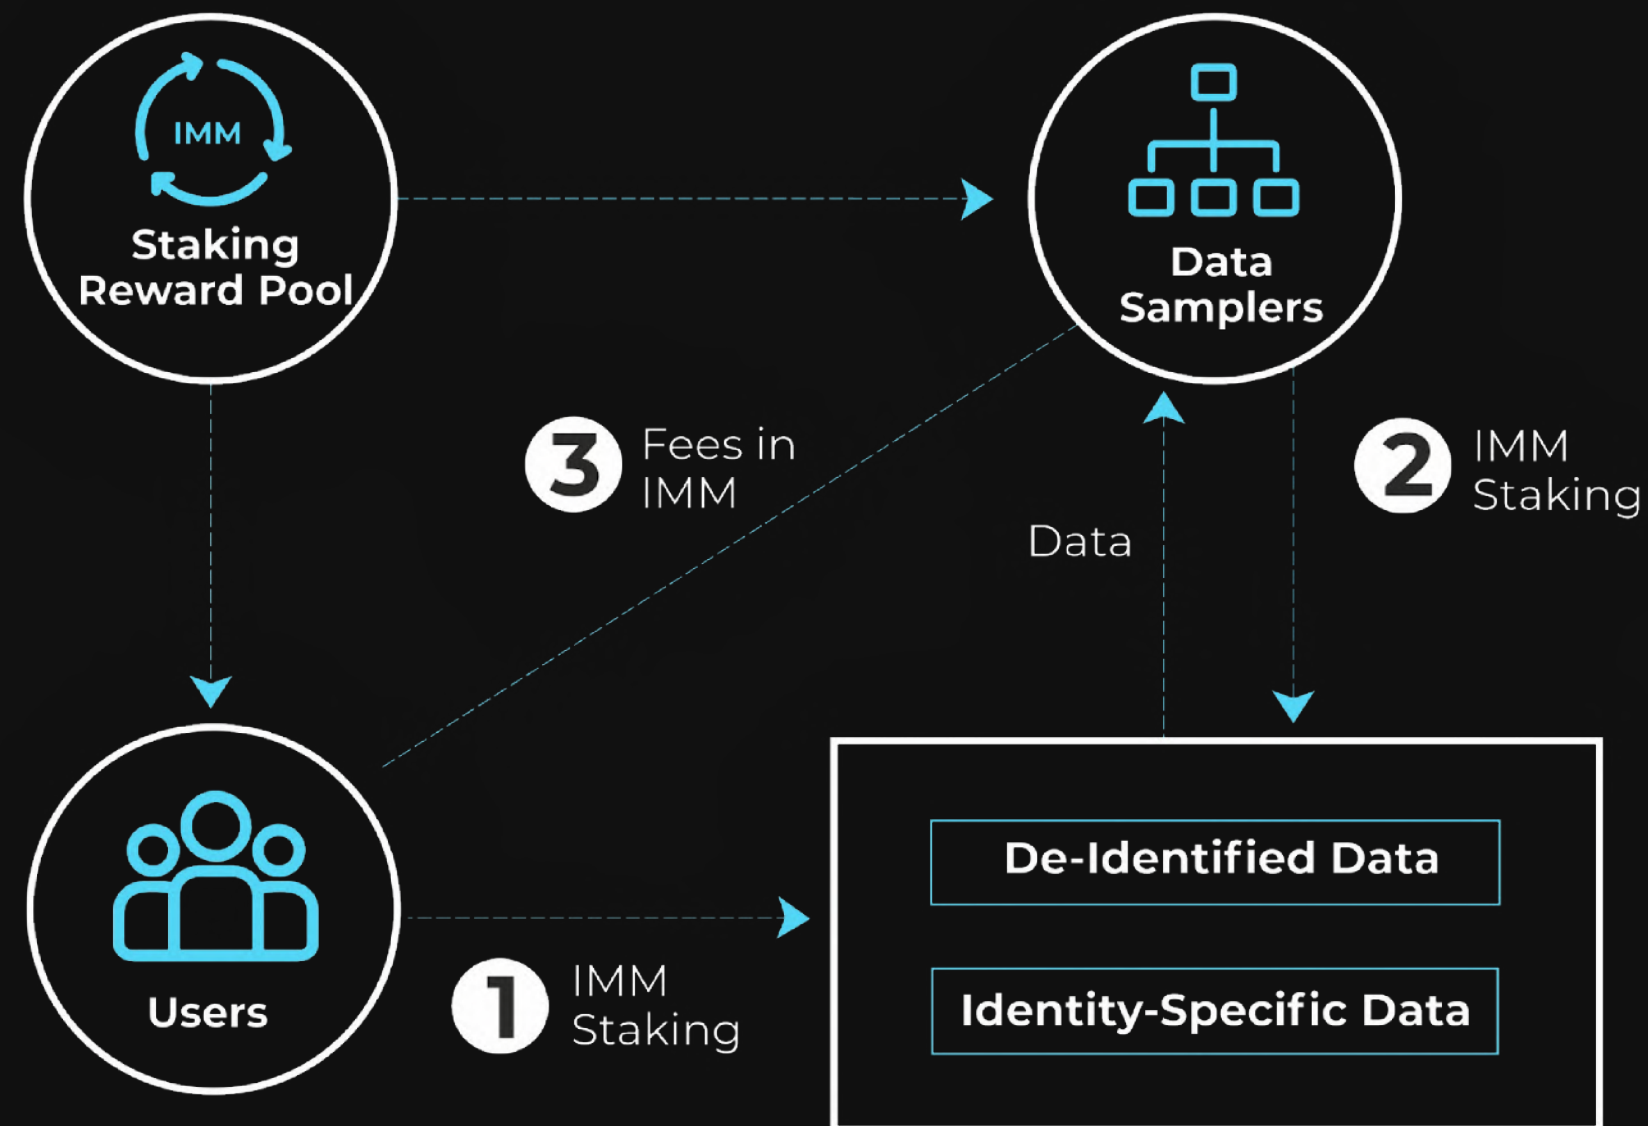 IMM
Staking
Reward Pool
Data
Samplers
3
Fees in
IMM
Data
2
IMM
Staking
Users
1
IMM
Staking
De-Identified Data
Identity-Specific Data